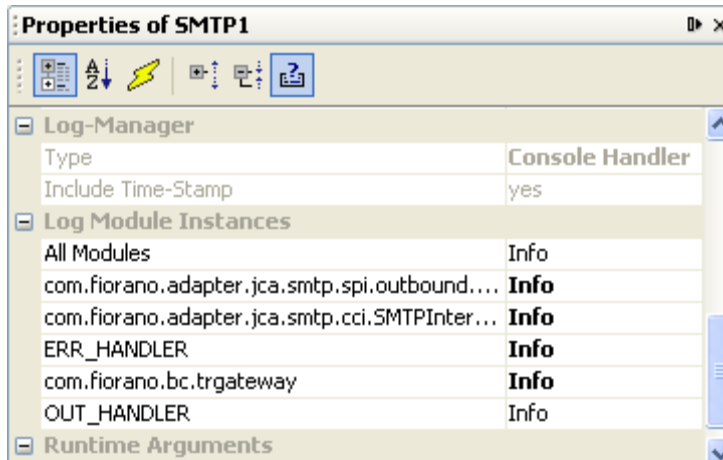 Properties of SMTP1
Log-Manager
Type Console Handler
Include Time-Stamp yes
Log Module Instances
All Modules Info
com.fiorano.adapter.jca.smtp.spi.outbound.... Info
com.fiorano.adapter.jca.smtp.cci.SMTPInter... Info
ERR_HANDLER Info
com.fiorano.bc.trgateway Info
OUT_HANDLER Info
Runtime Arguments